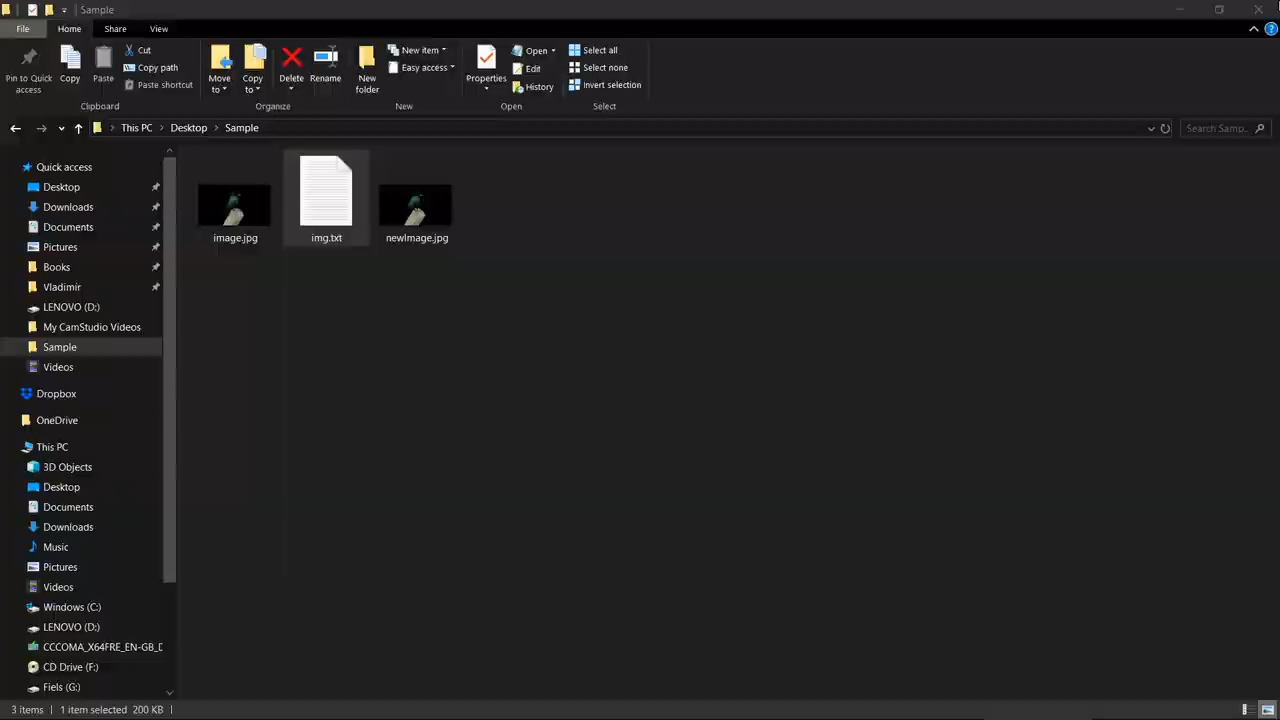 Sample
File Home Share View
Pin to Quick access
Copy
Paste
Cut
Copy path
Paste shortcut
Clipboard
Move to
Copy to
Delete
Rename
Organize
New folder
New item
Easy access
New
Properties
Open
Edit
History
Open
Select all
Select none
Invert selection
Select
This PC Desktop Sample
Search Samp...
Quick access
Desktop
Downloads
Documents
Pictures
Books
Vladimir
LENOVO (D:)
My CamStudio Videos
Sample
Videos
Dropbox
OneDrive
This PC
3D Objects
Desktop
Documents
Downloads
Music
Pictures
Videos
Windows (C:)
LENOVO (D:)
CCCOMA_X64FRE_EN-GB_D
CD Drive (F:)
Fiels (G:)
image.jpg img.txt newImage.jpg
3 items 1 item selected 200 KB